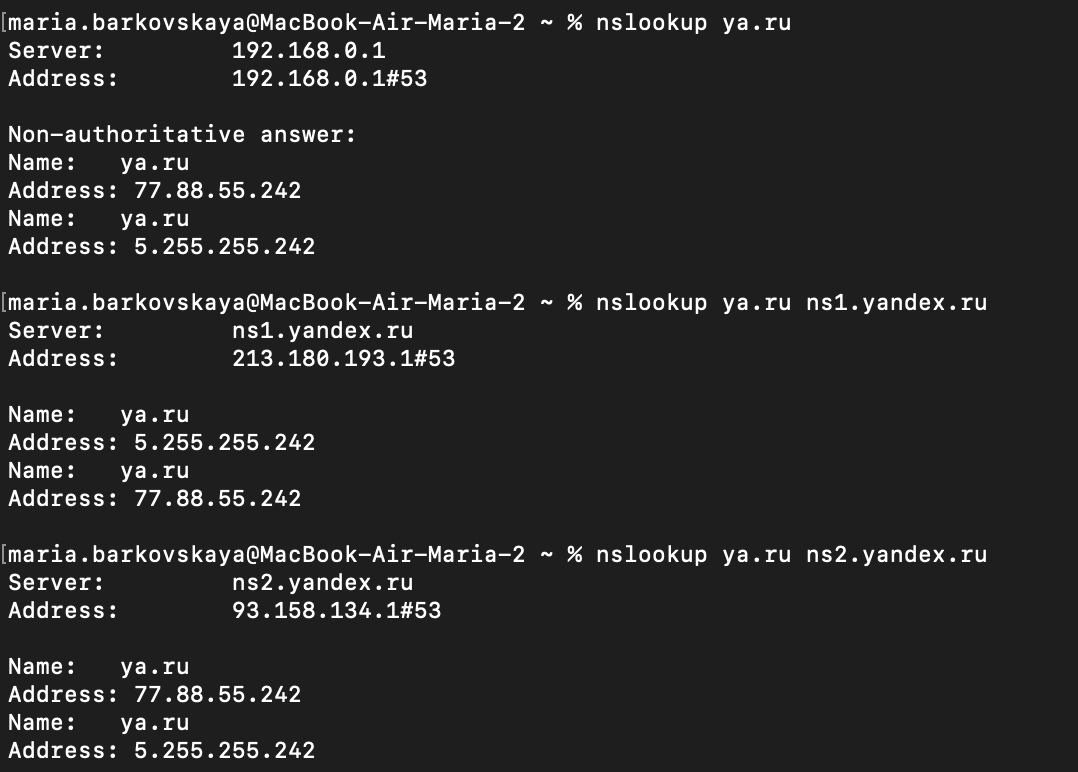 [maria.barkovskaya@MacBook-Air-Maria-2 ~ % nslookup ya.ru
Server:		192.168.0.1
Address:	192.168.0.1#53

Non-authoritative answer:
Name:	ya.ru
Address: 77.88.55.242
Name:	ya.ru
Address: 5.255.255.242

[maria.barkovskaya@MacBook-Air-Maria-2 ~ % nslookup ya.ru ns1.yandex.ru
Server:		ns1.yandex.ru
Address:	213.180.193.1#53

Name:	ya.ru
Address: 5.255.255.242
Name:	ya.ru
Address: 77.88.55.242

[maria.barkovskaya@MacBook-Air-Maria-2 ~ % nslookup ya.ru ns2.yandex.ru
Server:		ns2.yandex.ru
Address:	93.158.134.1#53

Name:	ya.ru
Address: 77.88.55.242
Name:	ya.ru
Address: 5.255.255.242